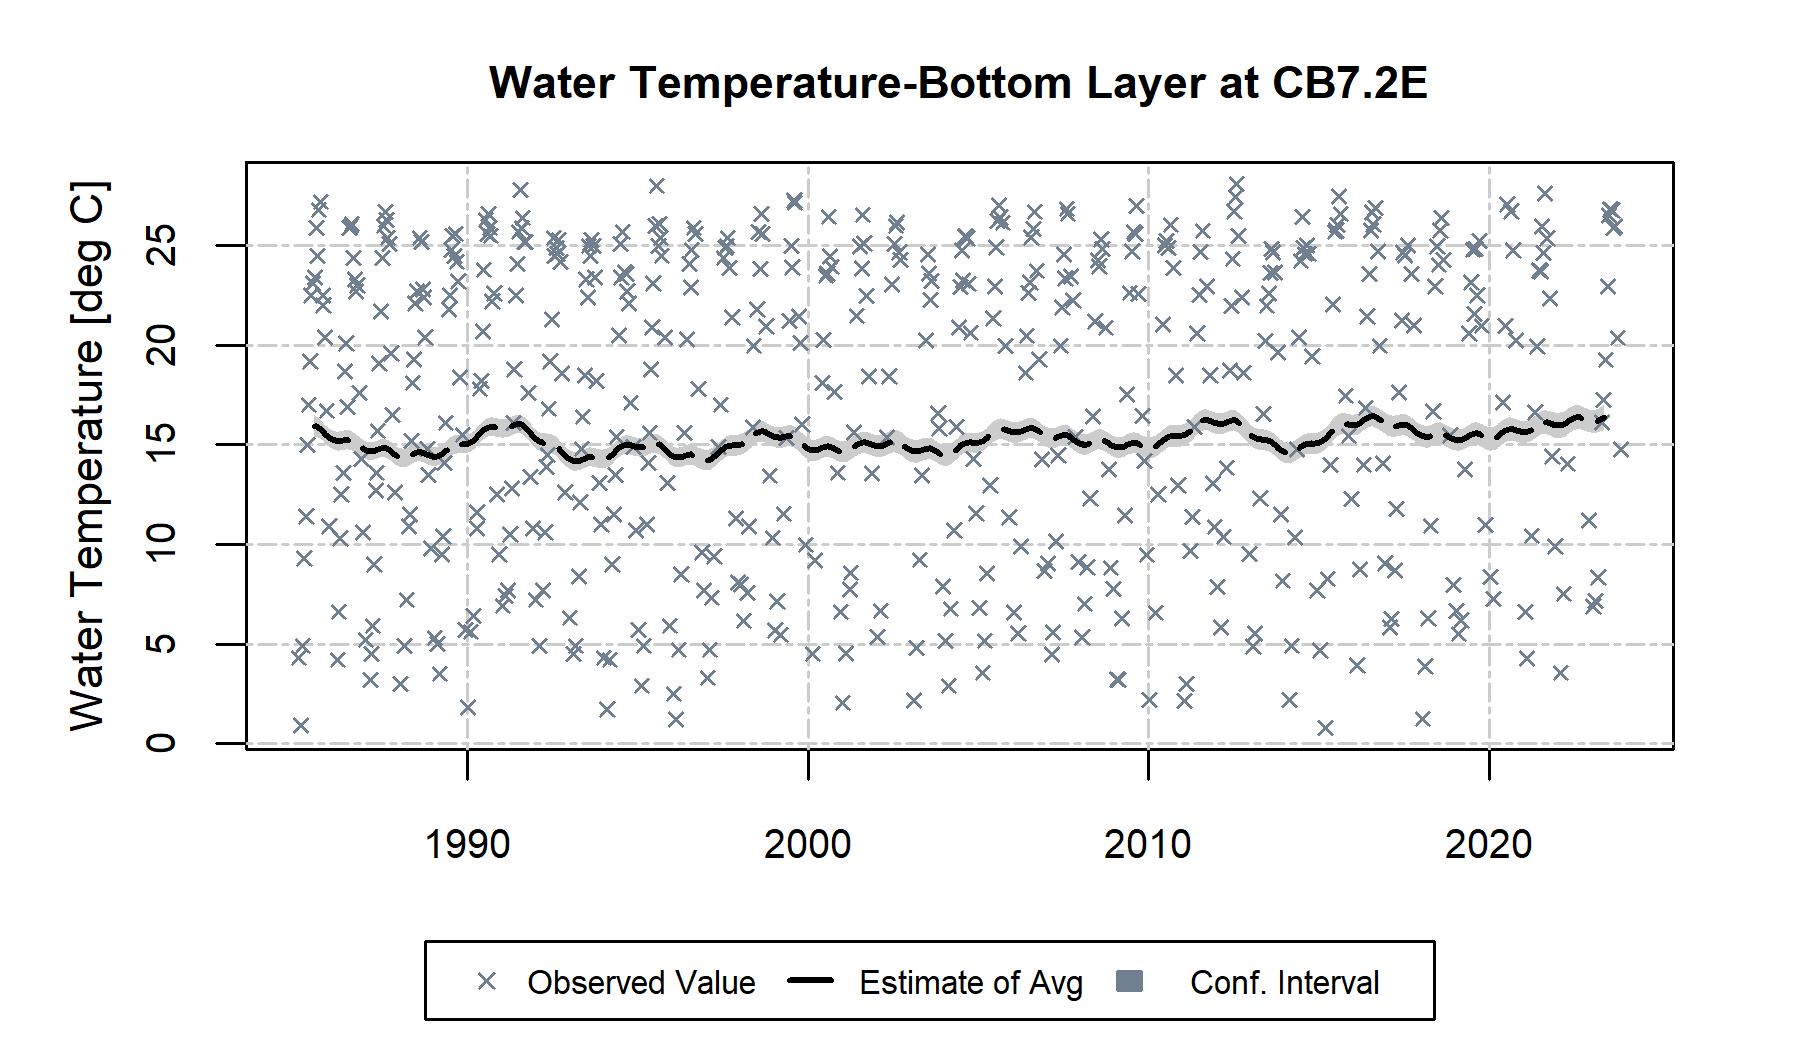 Water Temperature-Bottom Layer at CB7.2E
Water Temperature [deg C]
25
20
15
10
5
0
1990 2000 2010 2020
Observed Value Estimate of Avg Conf. Interval